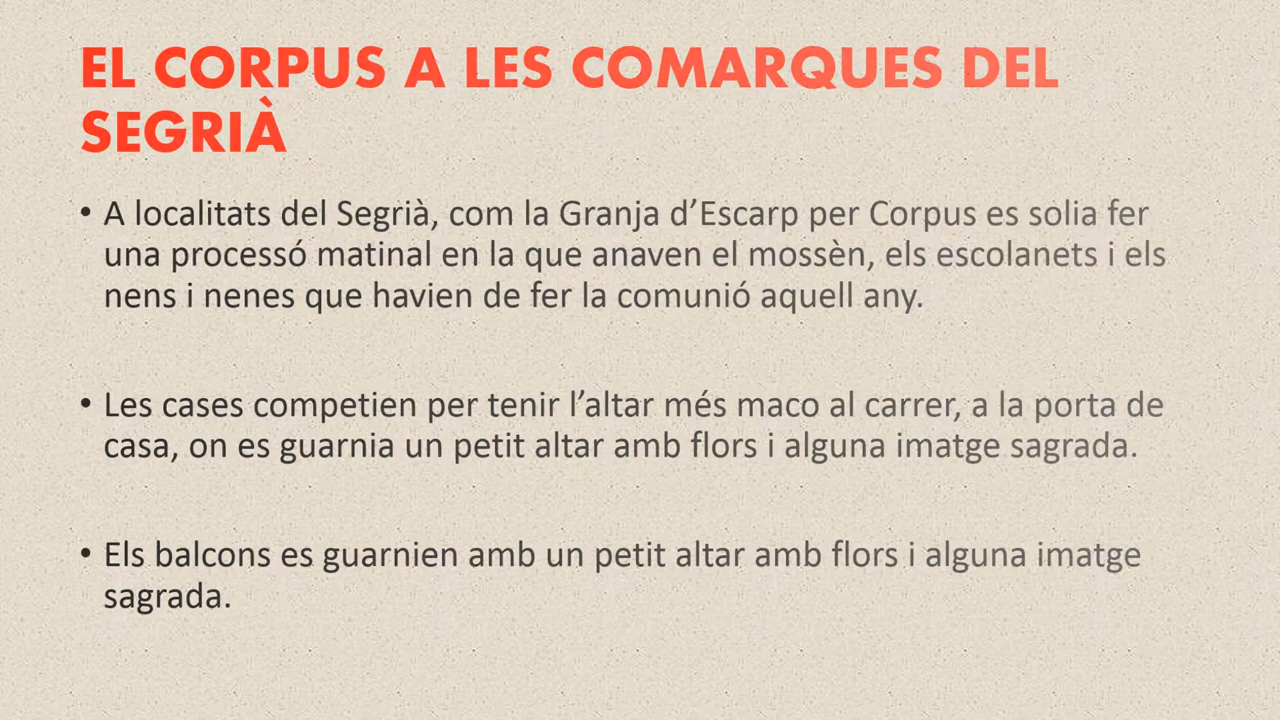 EL CORPUS A LES COMARQUES DEL
SEGRIÀ
• A localitats del Segrià, com la Granja d’Escarp per Corpus es solia fer
una processó matinal en la que anaven el mossèn, els escolanets i els
nens i nenes que havien de fer la comunió aquell any.
• Les cases competien per tenir l’altar més maco al carrer, a la porta de
casa, on es guarnia un petit altar amb flors i alguna imatge sagrada.
• Els balcons es guarnien amb un petit altar amb flors i alguna imatge
sagrada.